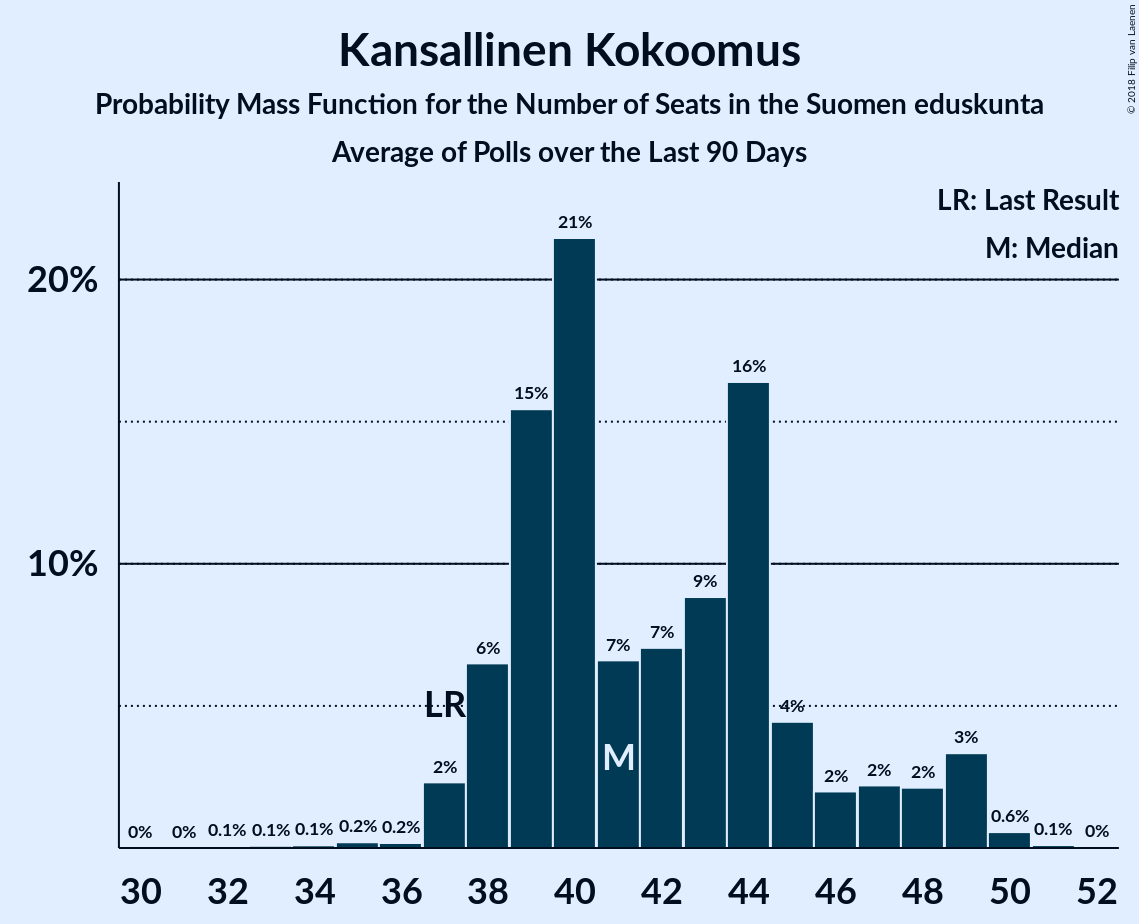 Kansallinen Kokoomus
Probability Mass Function for the Number of Seats in the Suomen eduskunta
Average of Polls over the Last 90 Days
© 2018 Filip van Laenen
LR: Last Result
M: Median
20%
10%
0% 0% 0.1% 0.1% 0.1% 0.2% 0.2% 2% 6% 15% 21% 7% 7% 9% 16% 4% 2% 2% 2% 3% 0.6% 0.1% 0%
LR
M
30 32 34 36 38 40 42 44 46 48 50 52